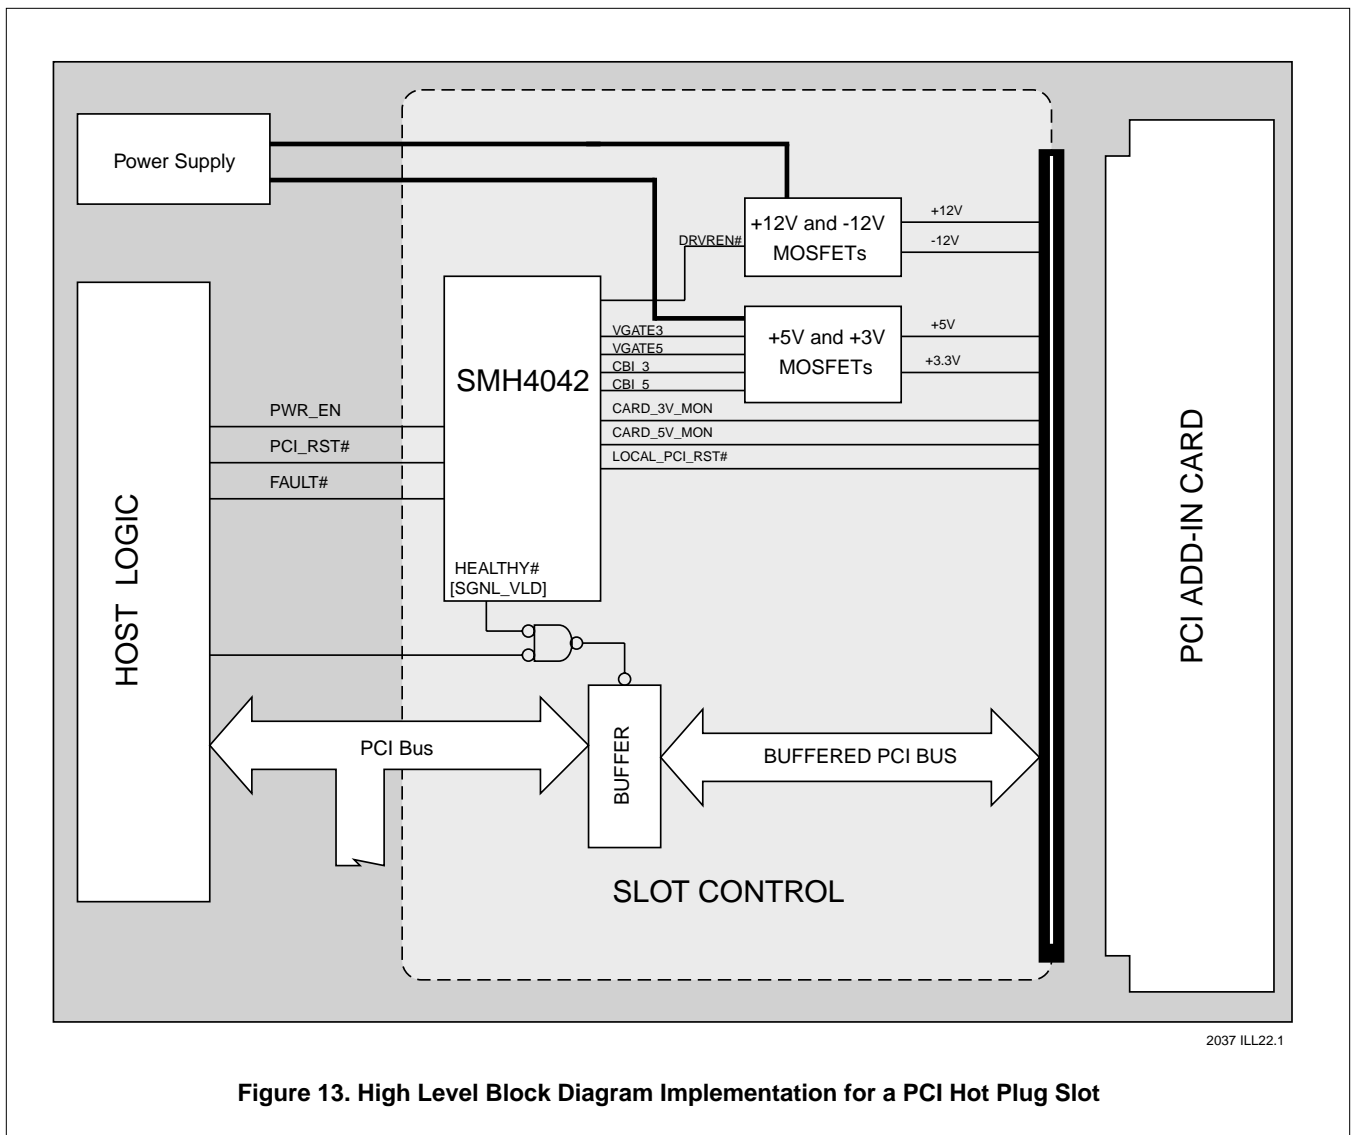 Power Supply
+12V and -12V
MOSFETs
+12V
-12V
DRVREN#
+5V and +3V
MOSFETs
+5V
+3.3V
VGATE3
VGATE5
CBI_3
CBI_5
CARD_3V_MON
CARD_5V_MON
LOCAL_PCI_RST#
SMH4042
HEALTHY#
[SGNL_VLD]
PWR_EN
PCI_RST#
FAULT#
HOST LOGIC
PCI Bus
BUFFER
BUFFERED PCI BUS
SLOT CONTROL
PCI ADD-IN CARD
2037 ILL22.1
Figure 13. High Level Block Diagram Implementation for a PCI Hot Plug Slot